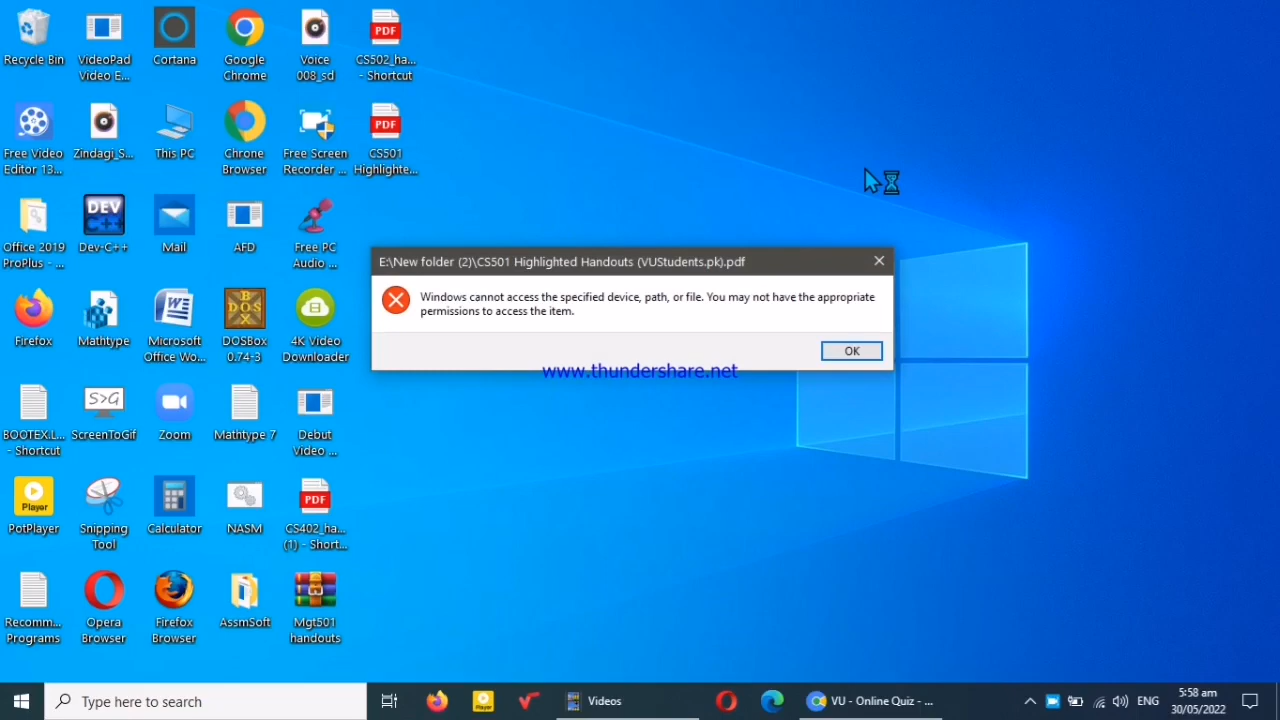 Recycle Bin
VideoPad
Video E...
Cortana
Google
Chrome
Voice
008_sd
PDF
CS502_ha...
- Shortcut
Free Video
Editor 13...
Zindagi_S...
This PC
Chrone
Browser
Free Screen
Recorder ...
PDF
CS501
Highlighte...
Office 2019
ProPlus - ...
DEV
C++
Dev-C++
Mail
AFD
Free PC
Audio ...
Firefox
Mathtype
Microsoft
Office Wo...
DOSBox
0.74-3
4K Video
Downloader
BOOTEX.L...
- Shortcut
S>G
ScreenToGif
Zoom
Mathtype 7
Debut
Video ...
Player
PotPlayer
Snipping
Tool
Calculator
NASM
PDF
CS402_ha...
(1) - Short...
Recomm...
Programs
Opera
Browser
Firefox
Browser
AssmSoft
Mgt501
handouts
E:\New folder (2)\CS501 Highlighted Handouts (VUStudents.pk).pdf
Windows cannot access the specified device, path, or file. You may not have the appropriate
permissions to access the item.
OK
www.thundershare.net
Type here to search
Videos
VU - Online Quiz - ...
ENG
5:58 am
30/05/2022